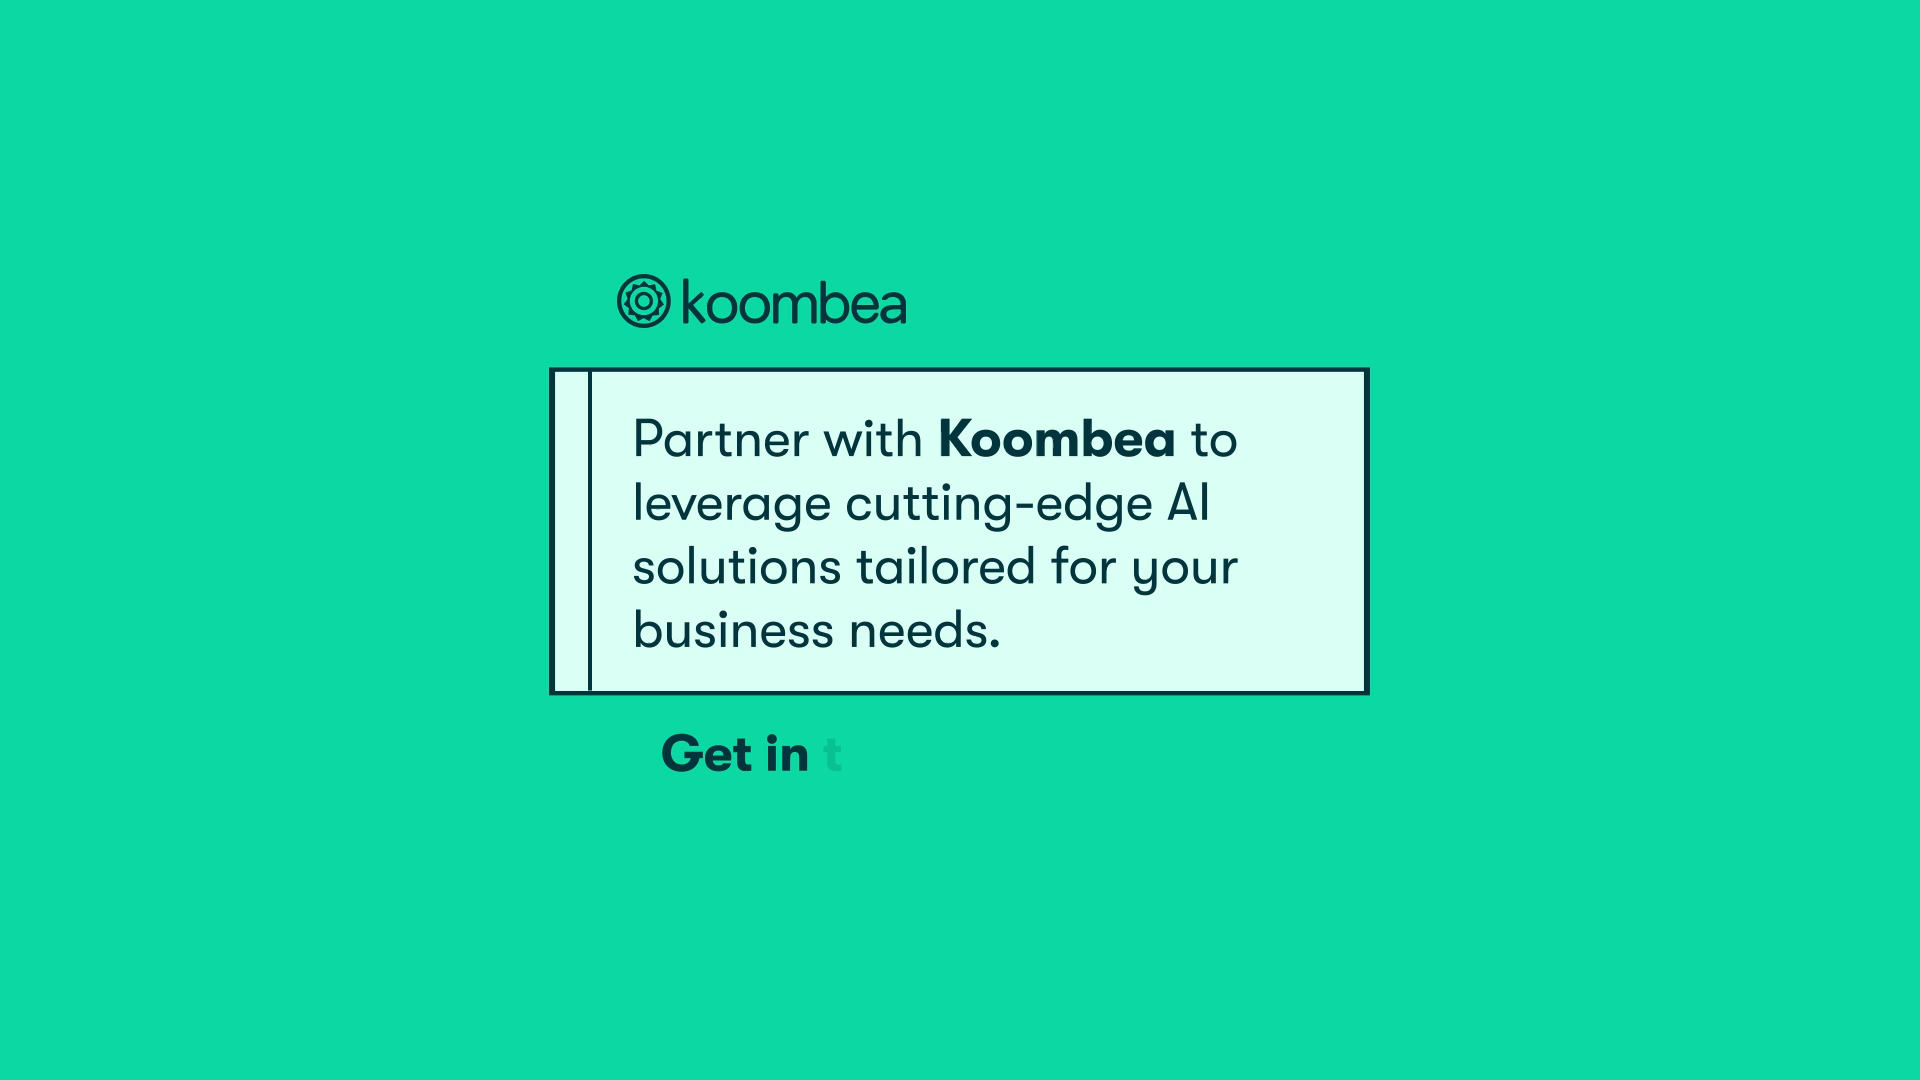 koombea
Partner with Koombea to
leverage cutting-edge AI
solutions tailored for your
business needs.
Get in t